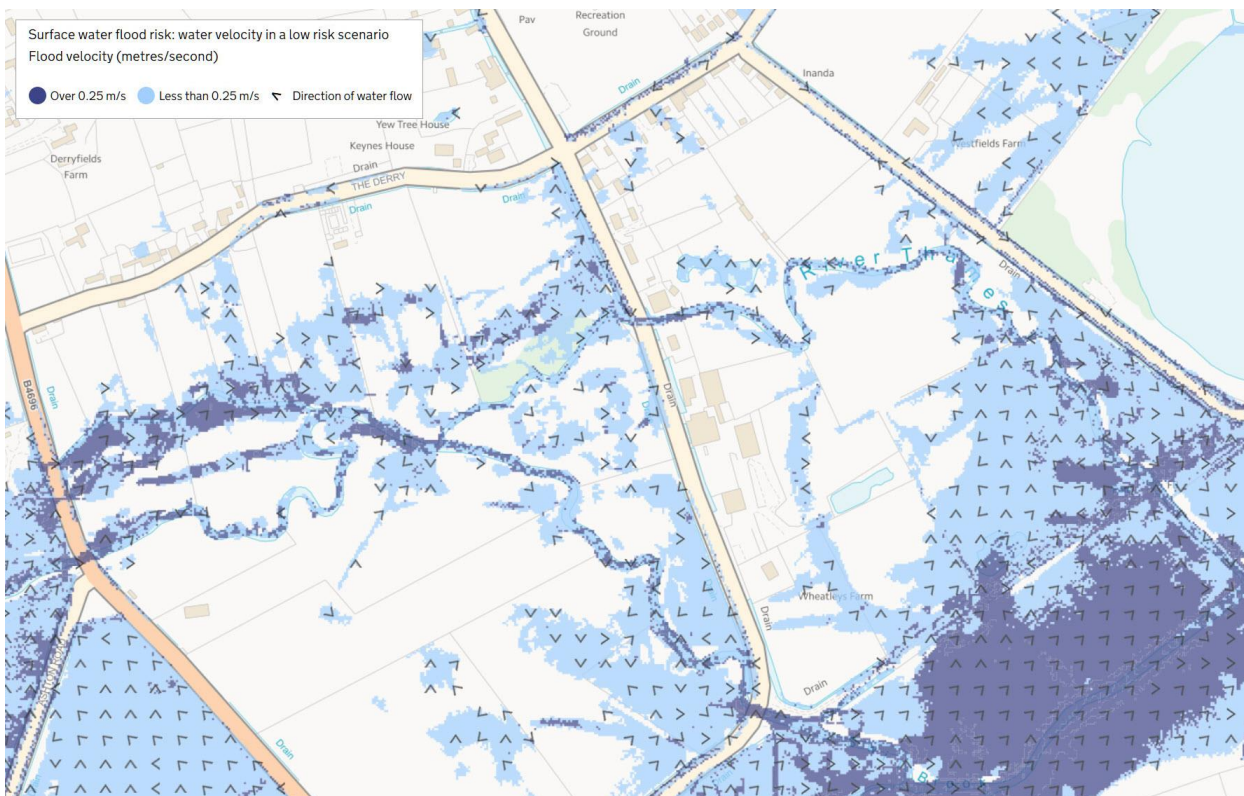 Surface water flood risk: water velocity in a low risk scenario
Flood velocity (metres/second)
Over 0.25 m/s
Less than 0.25 m/s
Direction of water flow
Pav
Recreation
Ground
Drain
Inanda
Yew Tree House
Keynes House
Derryfields
Farm
Drain
THE DERRY
Drain
Drain
Westfields Farm
River Thames
Drain
B4696
Drain
Drain
Wheatleys Farm
Drain
Drain
Drain